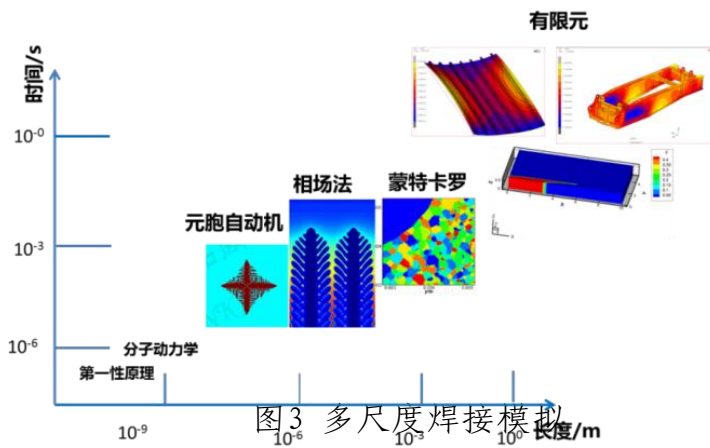 有限元
时间/s
10⁻⁰
相场法
蒙特卡罗
元胞自动机
10⁻³
10⁻⁶
分子动力学
第一性原理
图3 多尺度焊接模拟
长度/m
10⁻⁹
10⁻⁶
10⁻³
10⁰